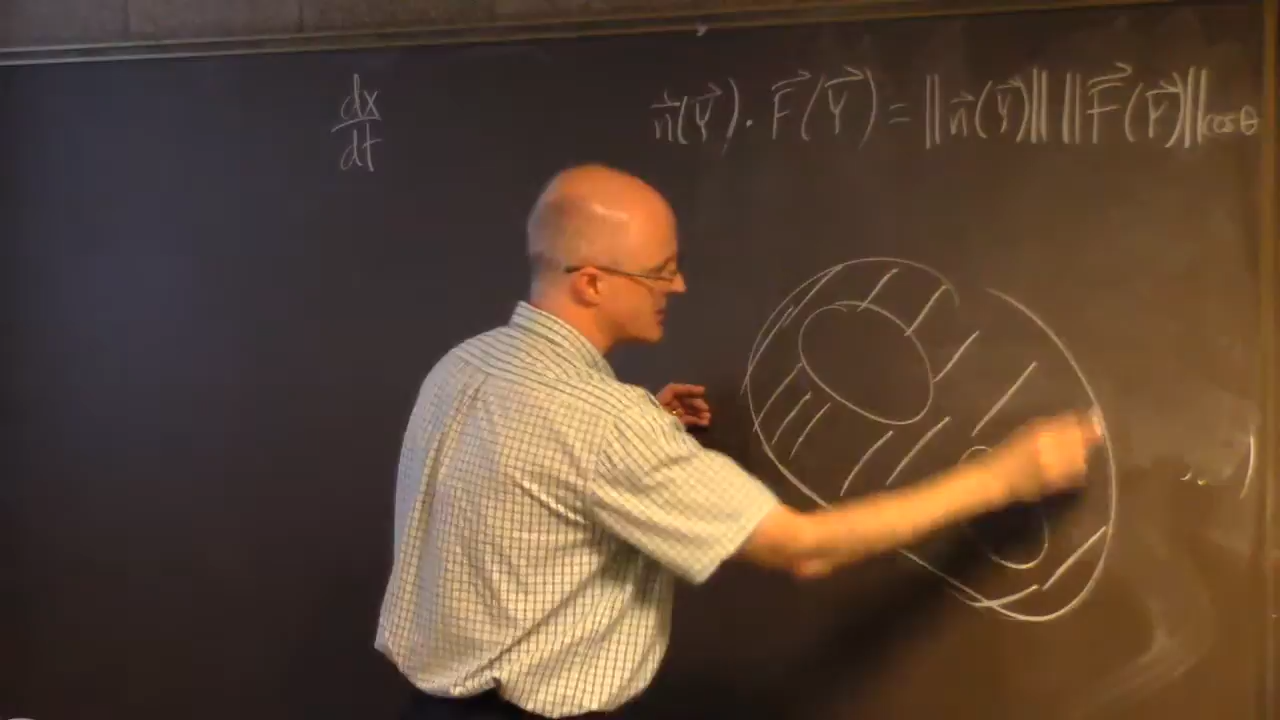 dx/dt
n⃗(Y⃗) · F⃗(Y⃗) = ||n⃗(Y⃗)|| ||F⃗(Y⃗)|| cos θ